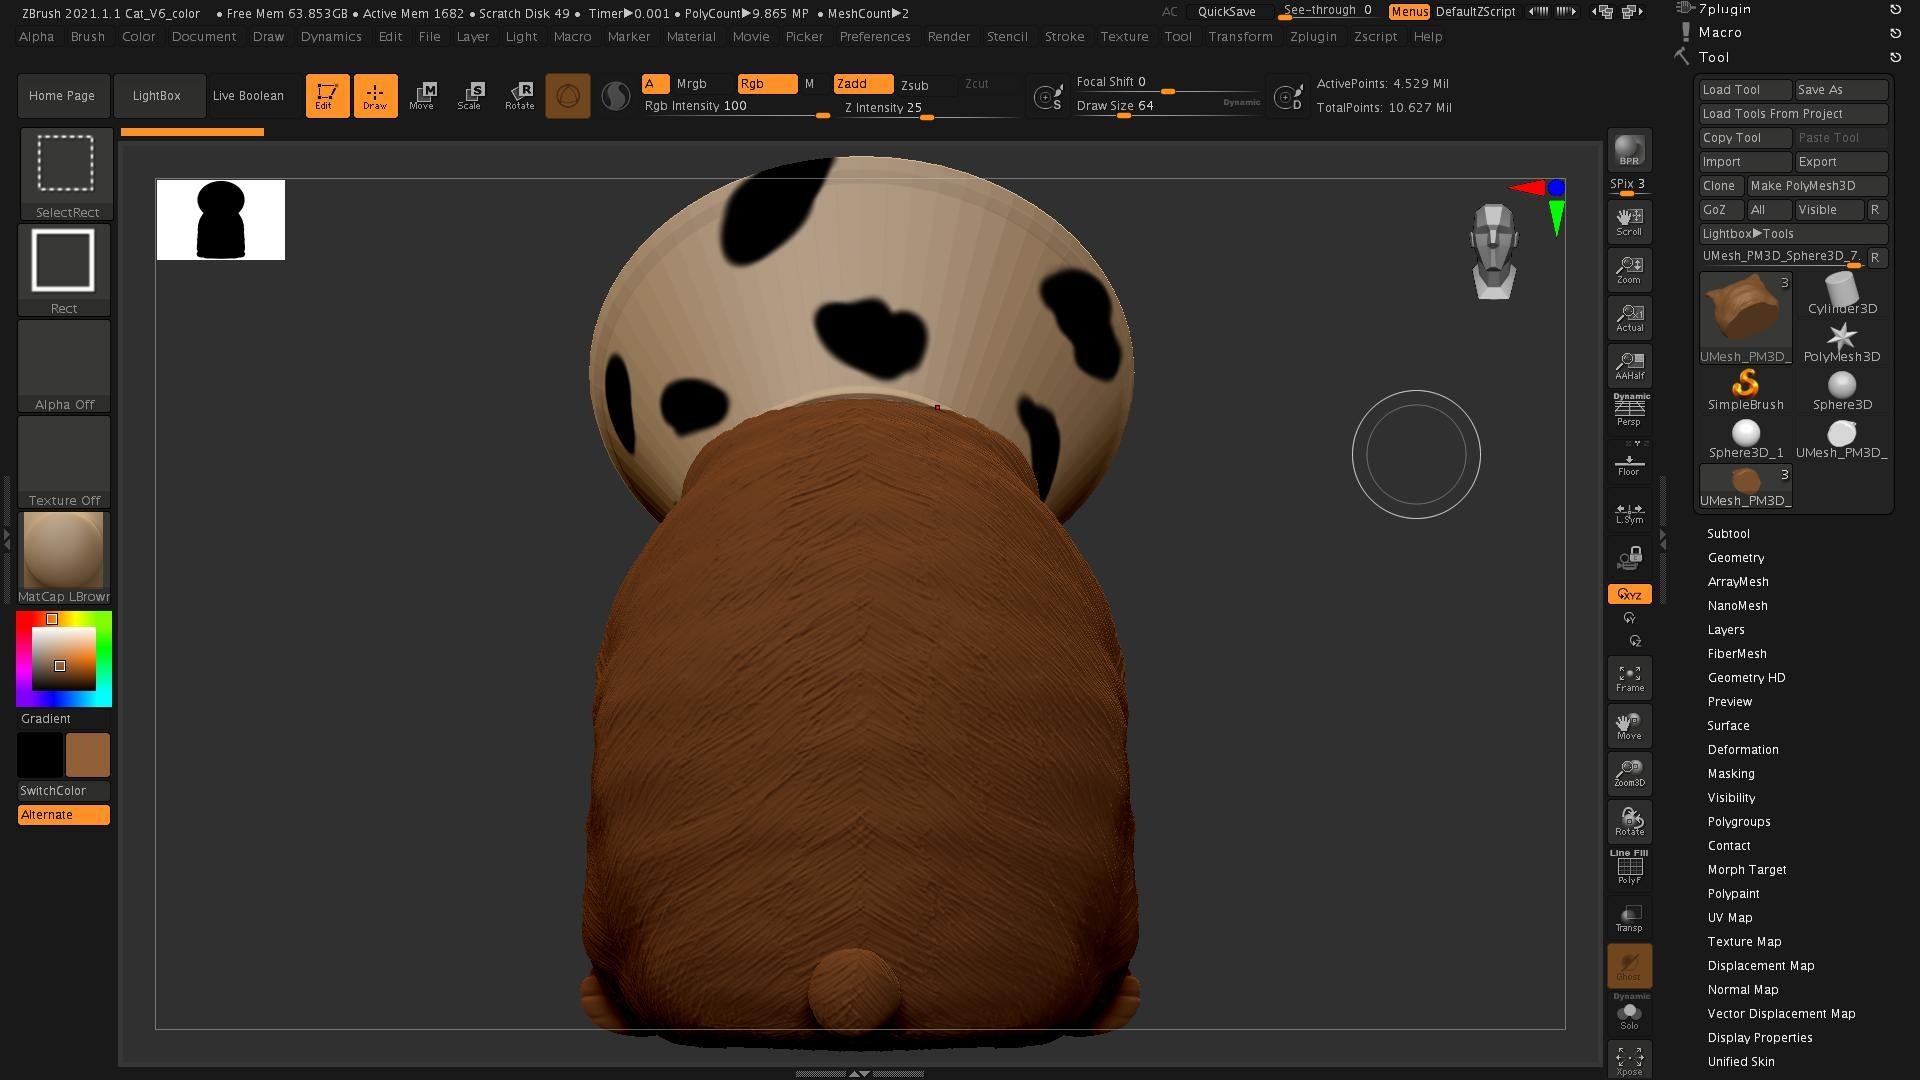 ZBrush 2021.1.1 Cat_V6_color • Free Mem 63.853GB • Active Mem 1682 • Scratch Disk 49 • Timer▶0.001 • PolyCount▶9.865 MP • MeshCount▶2
AC QuickSave See-through 0 Menus DefaultZScript
Alpha Brush Color Document Draw Dynamics Edit File Layer Light Macro Marker Material Movie Picker Preferences Render Stencil Stroke Texture Tool Transform Zplugin Zscript Help
Home Page LightBox Live Boolean Edit Draw Move Scale Rotate
M S R
A Mrgb Rgb M Zadd Zsub Zcut
Rgb Intensity 100 Z Intensity 25
S Focal Shift 0
Draw Size 64 Dynamic
D ActivePoints: 4.529 Mil
TotalPoints: 10.627 Mil
SelectRect
Rect
Alpha Off
Texture Off
MatCap LBrown
Gradient
SwitchColor
Alternate
BPR
SPix 3
Scroll
Zoom
Actual
AAHalf
Dynamic
Persp
Floor
L.Sym
XYZ
Y
Z
Frame
Move
Zoom3D
Rotate
Line Fill
PolyF
Transp
Ghost
Dynamic
Solo
Xpose
7plugin
Macro
Tool
Load Tool Save As
Load Tools From Project
Copy Tool Paste Tool
Import Export
Clone Make PolyMesh3D
GoZ All Visible R
Lightbox▶Tools
UMesh_PM3D_Sphere3D_7. R
3
UMesh_PM3D_ Cylinder3D
PolyMesh3D
SimpleBrush Sphere3D
Sphere3D_1 UMesh_PM3D_
3
UMesh_PM3D_
Subtool
Geometry
ArrayMesh
NanoMesh
Layers
FiberMesh
Geometry HD
Preview
Surface
Deformation
Masking
Visibility
Polygroups
Contact
Morph Target
Polypaint
UV Map
Texture Map
Displacement Map
Normal Map
Vector Displacement Map
Display Properties
Unified Skin